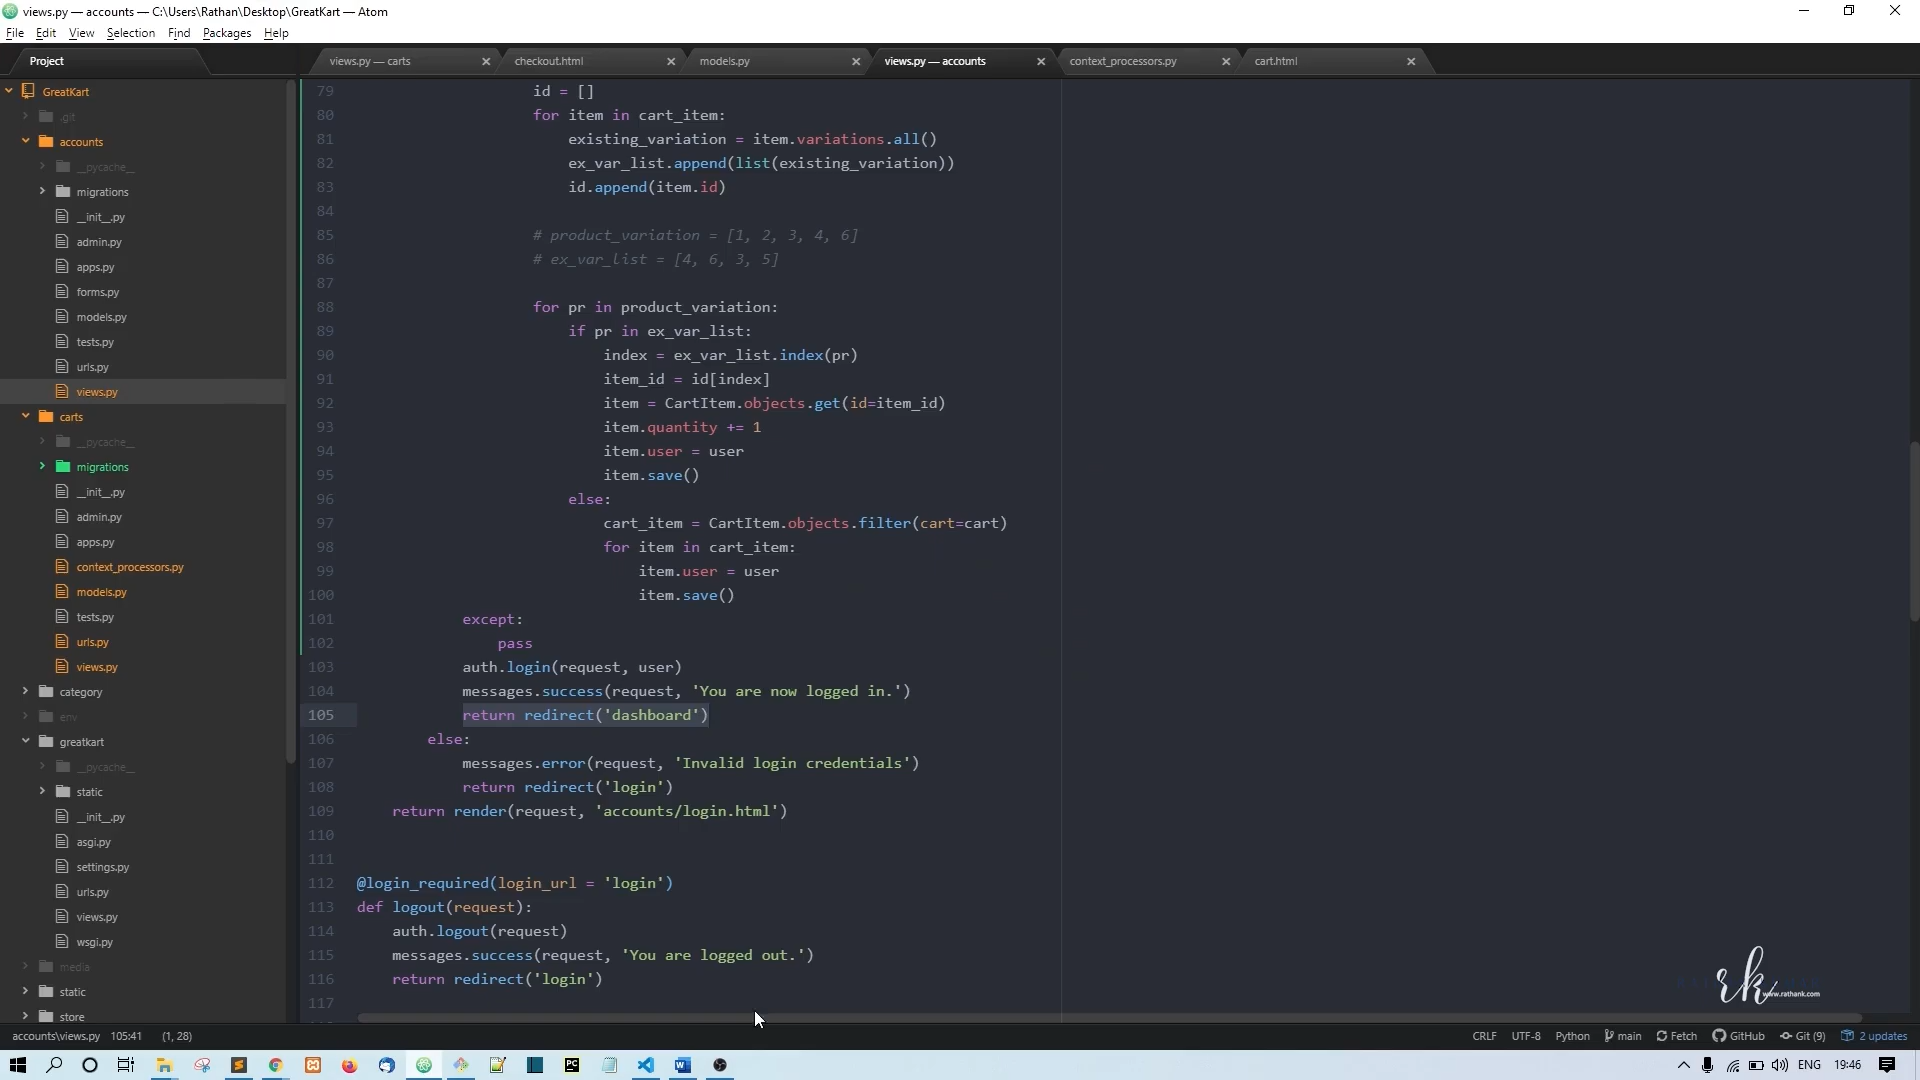 views.py — accounts — C:\Users\Rathan\Desktop\GreatKart — Atom
File Edit View Selection Find Packages Help
Project
views.py — carts
checkout.html
models.py
views.py — accounts
context_processors.py
cart.html
GreatKart
.git
accounts
__pycache__
migrations
__init__.py
admin.py
apps.py
forms.py
models.py
tests.py
urls.py
views.py
carts
__pycache__
migrations
__init__.py
admin.py
apps.py
context_processors.py
models.py
tests.py
urls.py
views.py
category
env
greatkart
__pycache__
static
__init__.py
asgi.py
settings.py
urls.py
views.py
wsgi.py
media
static
store
79 id = []
80 for item in cart_item:
81 existing_variation = item.variations.all()
82 ex_var_list.append(list(existing_variation))
83 id.append(item.id)
84
85 # product_variation = [1, 2, 3, 4, 6]
86 # ex_var_list = [4, 6, 3, 5]
87
88 for pr in product_variation:
89 if pr in ex_var_list:
90 index = ex_var_list.index(pr)
91 item_id = id[index]
92 item = CartItem.objects.get(id=item_id)
93 item.quantity += 1
94 item.user = user
95 item.save()
96 else:
97 cart_item = CartItem.objects.filter(cart=cart)
98 for item in cart_item:
99 item.user = user
100 item.save()
101 except:
102 pass
103 auth.login(request, user)
104 messages.success(request, 'You are now logged in.')
105 return redirect('dashboard')
106 else:
107 messages.error(request, 'Invalid login credentials')
108 return redirect('login')
109 return render(request, 'accounts/login.html')
110
111
112 @login_required(login_url = 'login')
113 def logout(request):
114 auth.logout(request)
115 messages.success(request, 'You are logged out.')
116 return redirect('login')
117
rk
www.rathank.com
accounts\views.py 105:41 (1, 28)
CRLF UTF-8 Python main Fetch GitHub Git (9) 2 updates
ENG 19:46